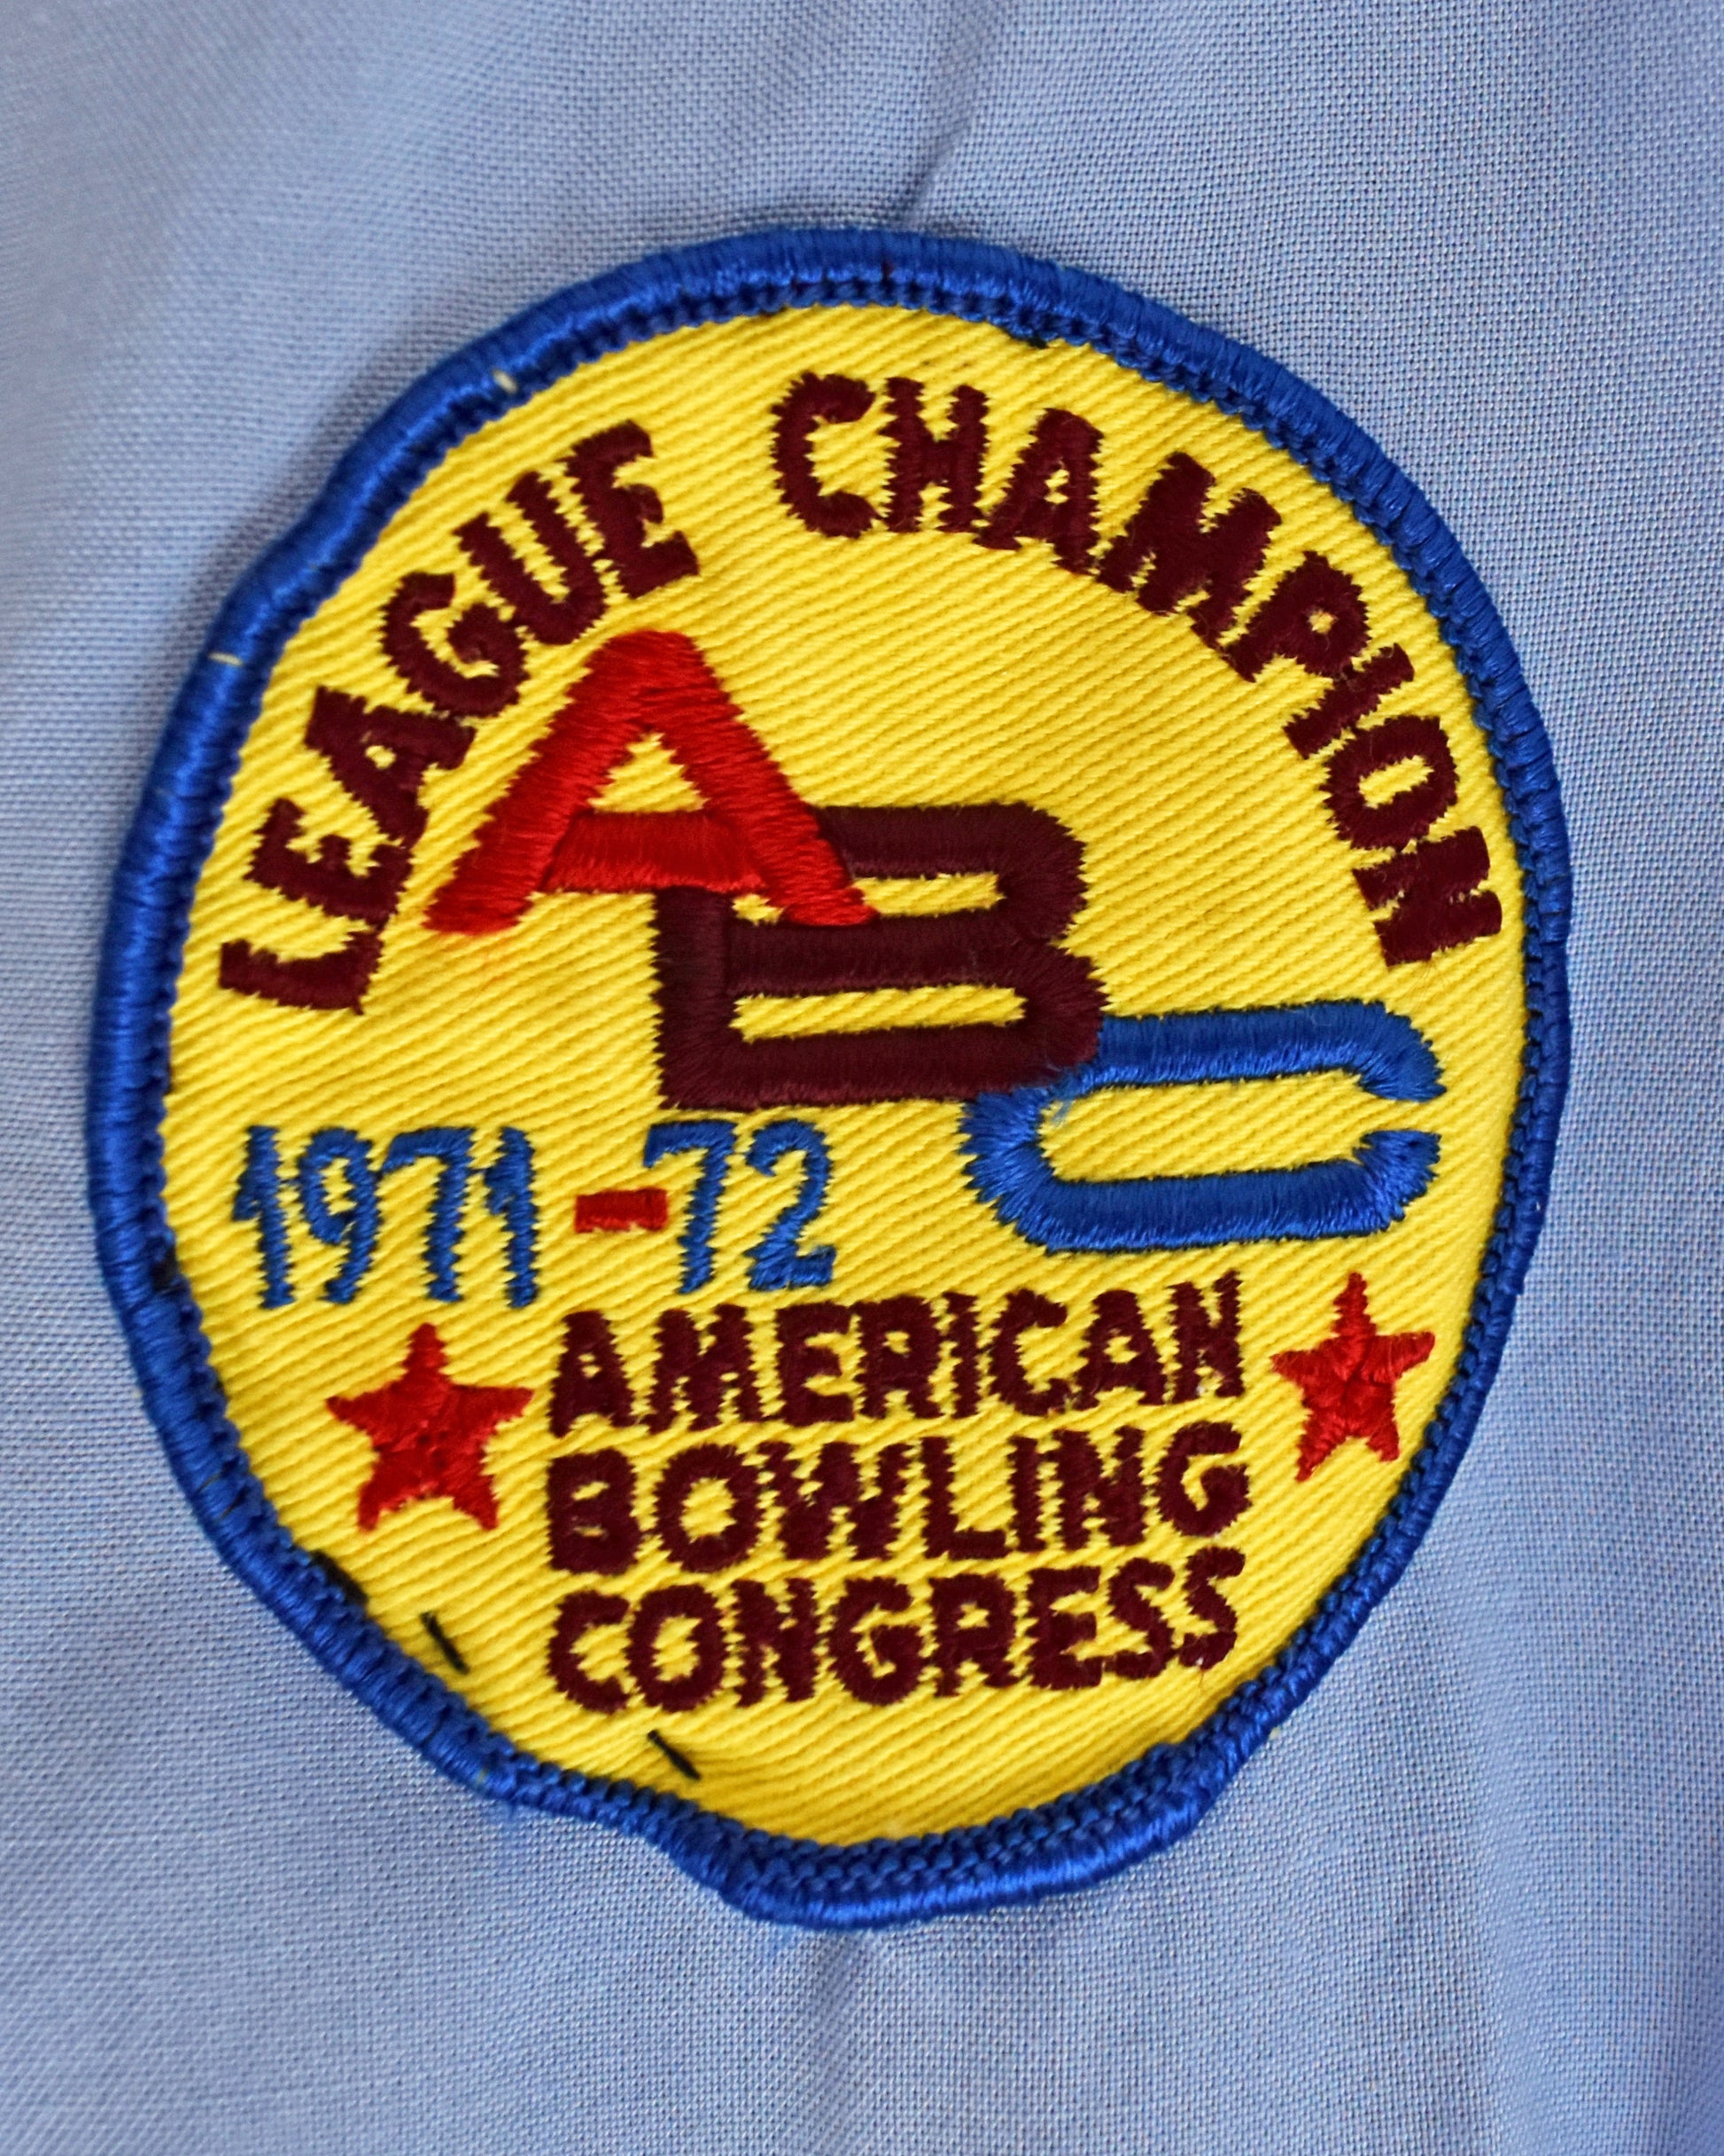 LEAGUE CHAMPION
ABC
1971-72
AMERICAN
BOWLING
CONGRESS